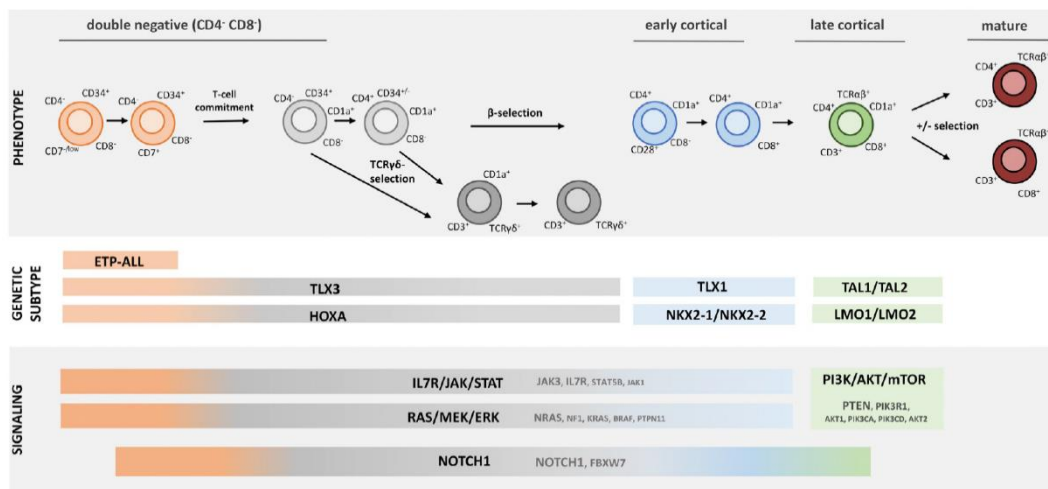 double negative (CD4⁻ CD8⁻)
early cortical
late cortical
mature
PHENOTYPE
CD4⁻ CD34⁺
CD7⁻/low CD8⁻
CD4⁻ CD34⁺
CD7⁺ CD8⁻
T-cell
commitment
CD4⁻ CD34⁺
CD1a⁺
CD8⁻
CD4⁺ CD34⁺/⁻
CD1a⁺
CD8⁻
β-selection
TCRγδ-
selection
CD1a⁺
CD3⁺ TCRγδ⁺
CD3⁺ TCRγδ⁺
CD4⁺
CD1a⁺
CD28⁺ CD8⁻
CD4⁺
CD1a⁺
CD8⁺
TCRαβ⁺
CD4⁺ CD1a⁺
CD3⁺ CD8⁺
+/- selection
TCRαβ⁺
CD4⁺
CD3⁺
TCRαβ⁺
CD3⁺
CD8⁺
GENETIC
SUBTYPE
ETP-ALL
TLX3 TLX1 TAL1/TAL2
HOXA NKX2-1/NKX2-2 LMO1/LMO2
SIGNALING
IL7R/JAK/STAT JAK3, IL7R, STAT5B, JAK1
RAS/MEK/ERK NRAS, NF1, KRAS, BRAF, PTPN11
PI3K/AKT/mTOR
PTEN, PIK3R1,
AKT1, PIK3CA, PIK3CD, AKT2
NOTCH1 NOTCH1, FBXW7